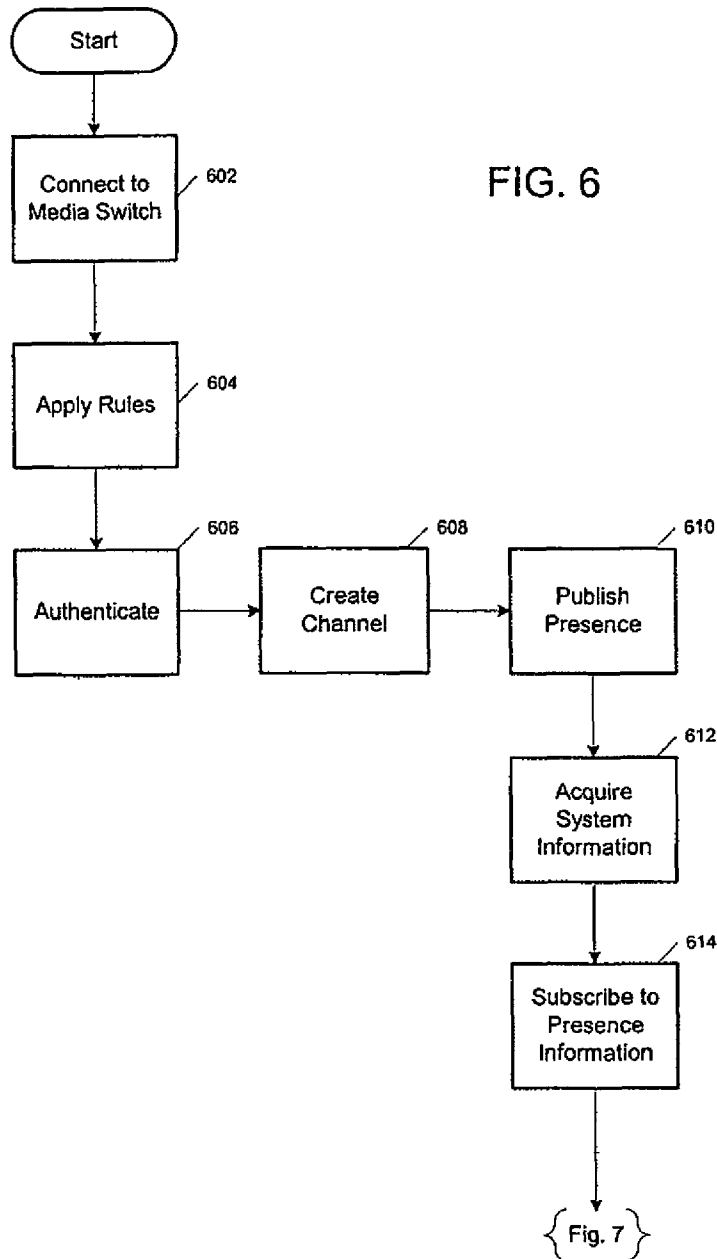 Start
FIG. 6
Connect to
Media Switch
602
Apply Rules
604
Authenticate
606
Create
Channel
608
Publish
Presence
610
Acquire
System
Information
612
Subscribe to
Presence
Information
614
{Fig. 7}